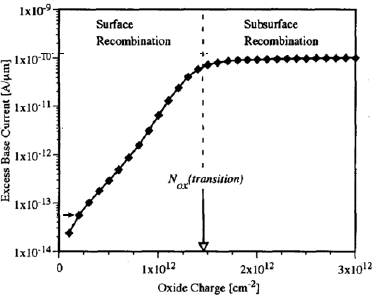 1x10-9
Surface
Recombination
Subsurface
Recombination
1x10-10
1x10-11
1x10-12
1x10-13
1x10-14
Excess Base Current [A/μm]
Nox(transition)
0
1x1012
2x1012
3x1012
Oxide Charge [cm-2]